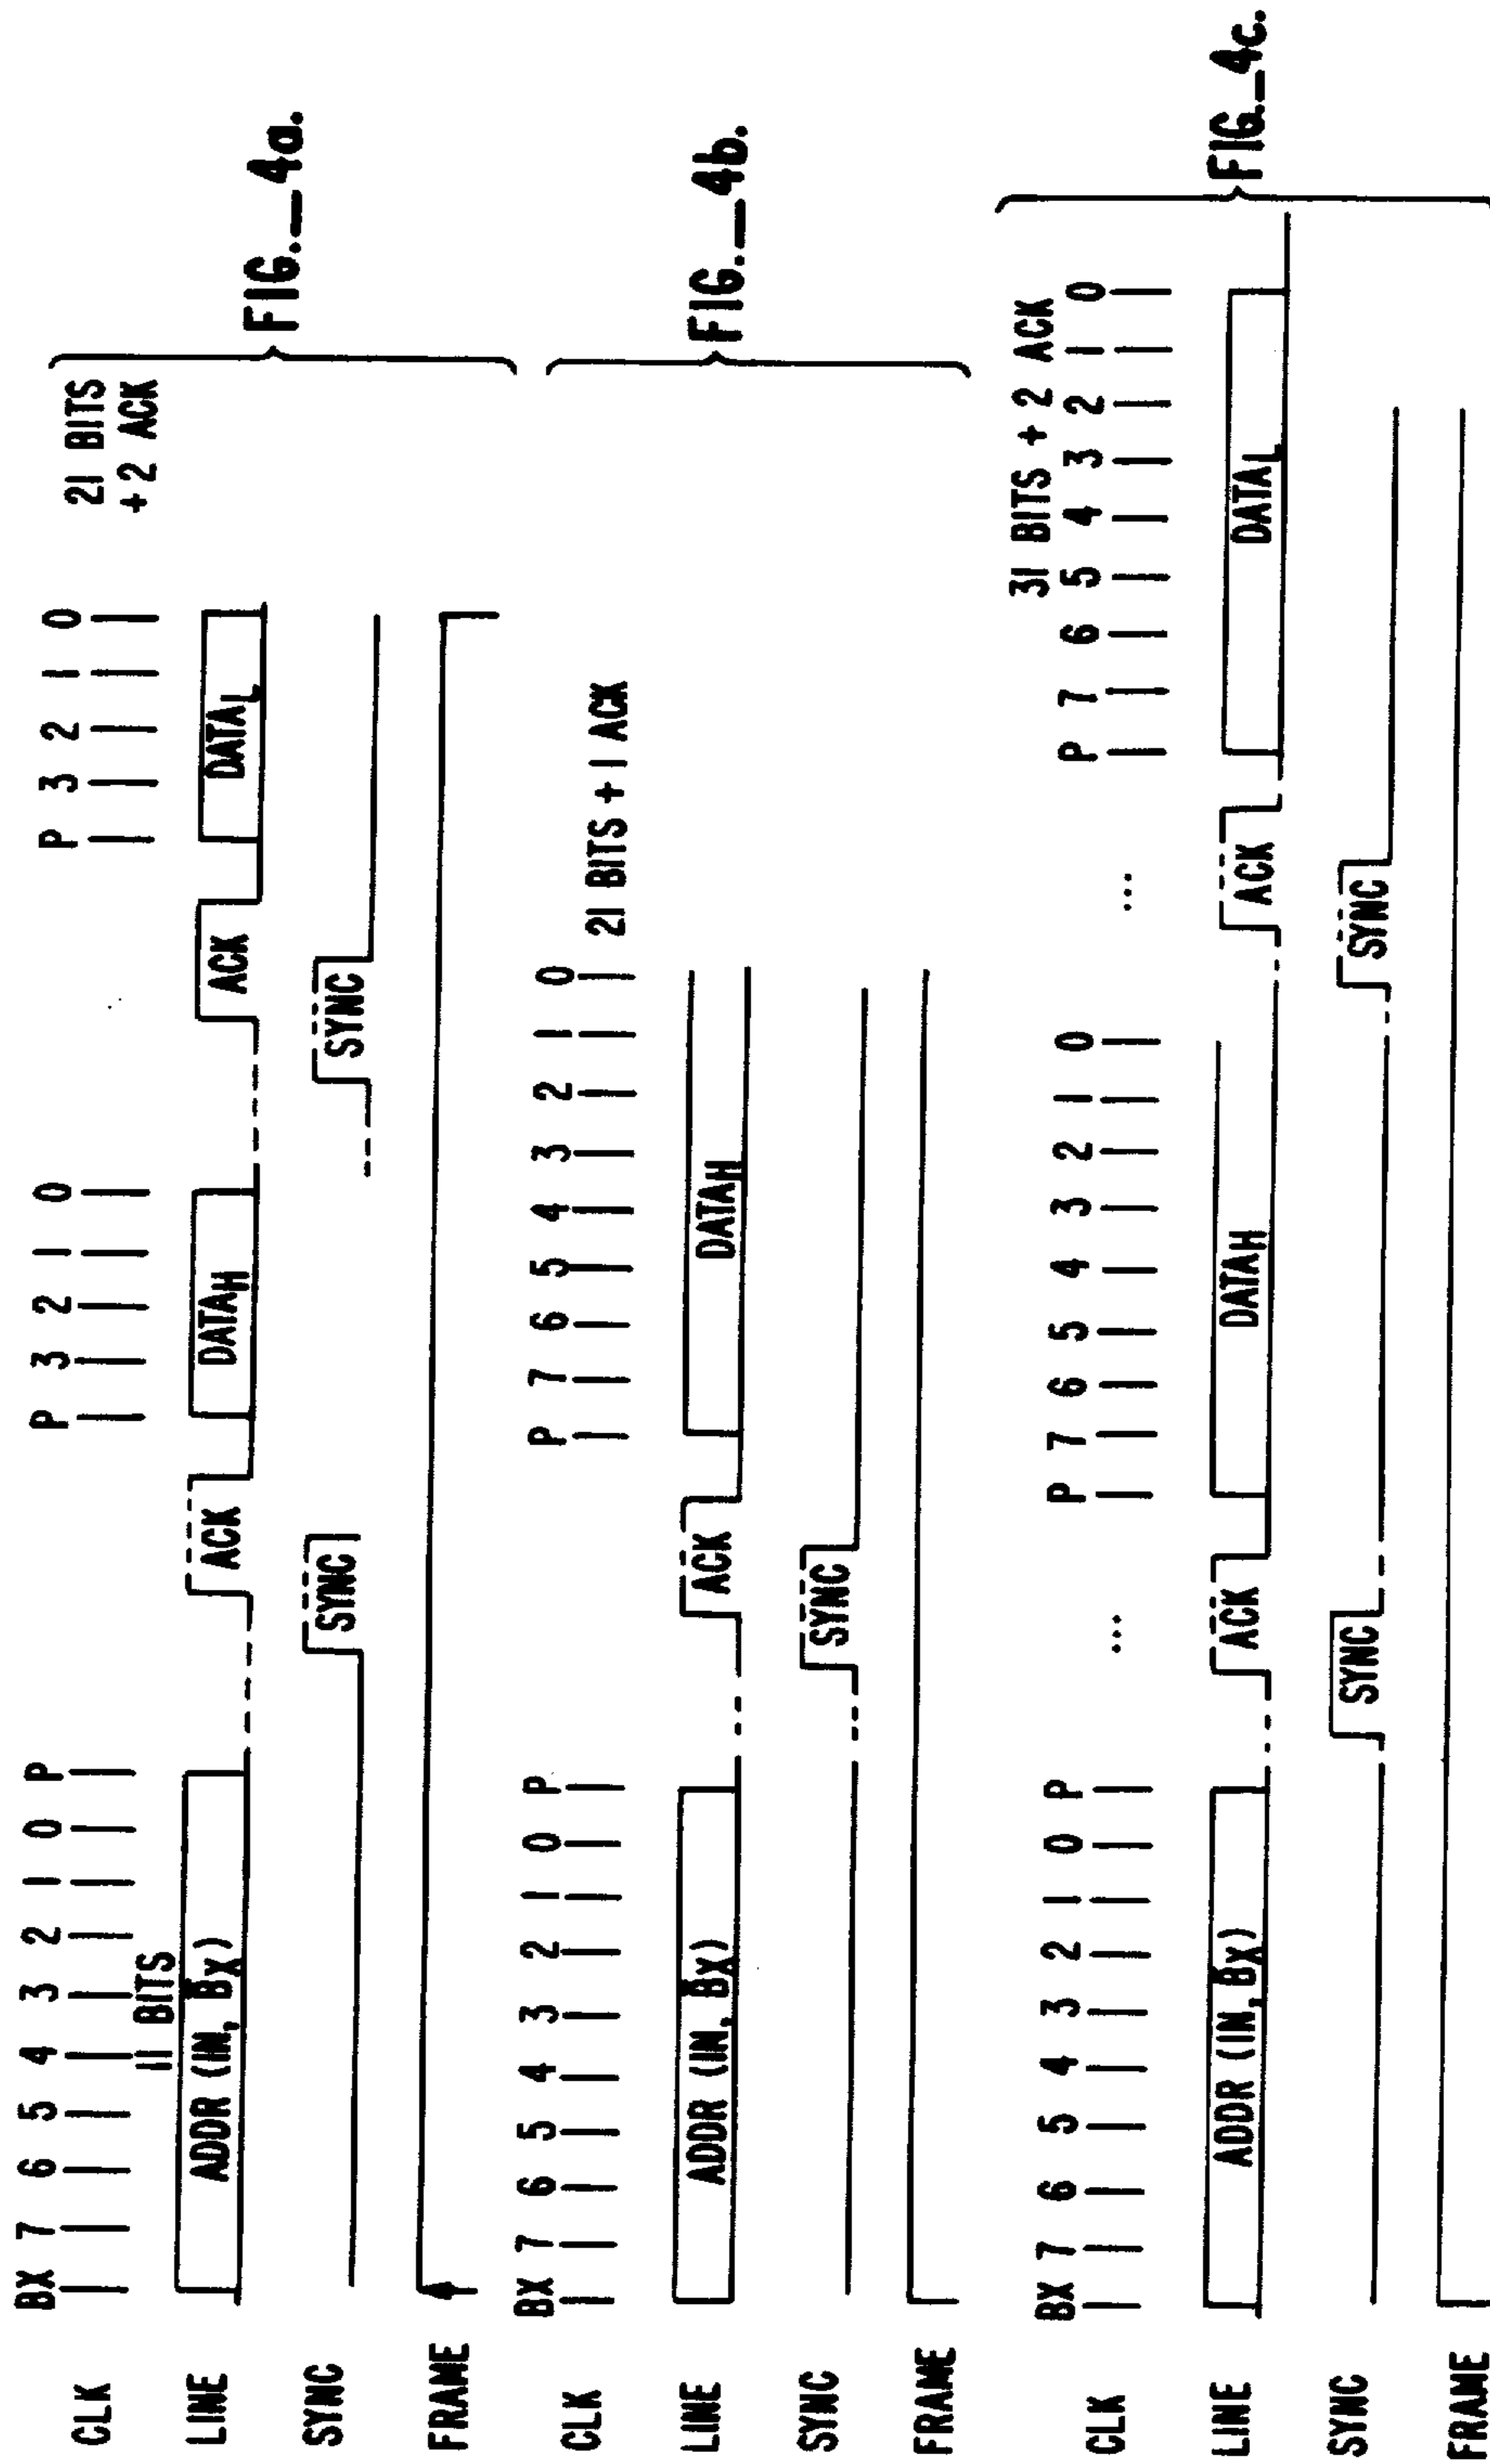 BX 7 6 5 4 3 2 1 0 P P 3 2 1 0 P 3 2 1 0
21 BITS
+ 2 ACK
CLK
11 BITS
LINE ADDR (IN, BX) ACK DATAH ACK DATAL
SYNC SYNC SYNC
FRAME
FIG._4a.
BX 7 6 5 4 3 2 1 0 P P 7 6 5 4 3 2 1 0
CLK 21 BITS + 1 ACK
LINE ADDR (IN, BX) ACK DATAH
SYNC SYNC
FRAME
FIG._4b.
31 BITS + 2 ACK
BX 7 6 5 4 3 2 1 0 P P 7 6 5 4 3 2 1 0 P 7 6 5 4 3 2 1 0
CLK ... ...
LINE ADDR (IN, BX) ACK DATAH ACK DATAL
SYNC SYNC SYNC
FRAME
FIG._4c.